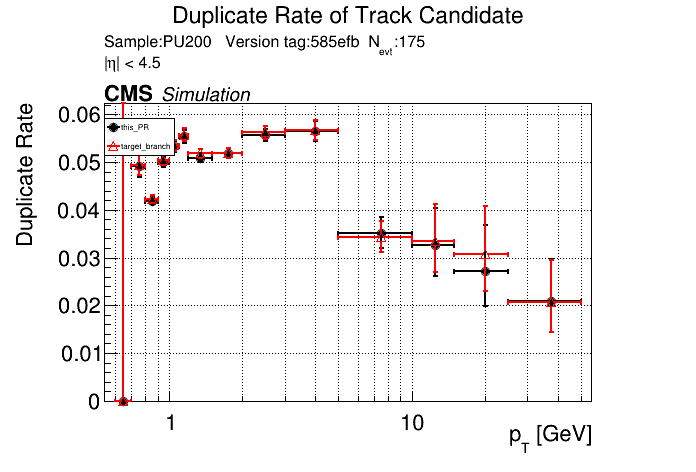 Duplicate Rate of Track Candidate
Sample:PU200 Version tag:585efb N_evt:175
|η| < 4.5
CMS Simulation
Duplicate Rate
0.06
0.05
0.04
0.03
0.02
0.01
0
this_PR
target_branch
1
10
p_T [GeV]